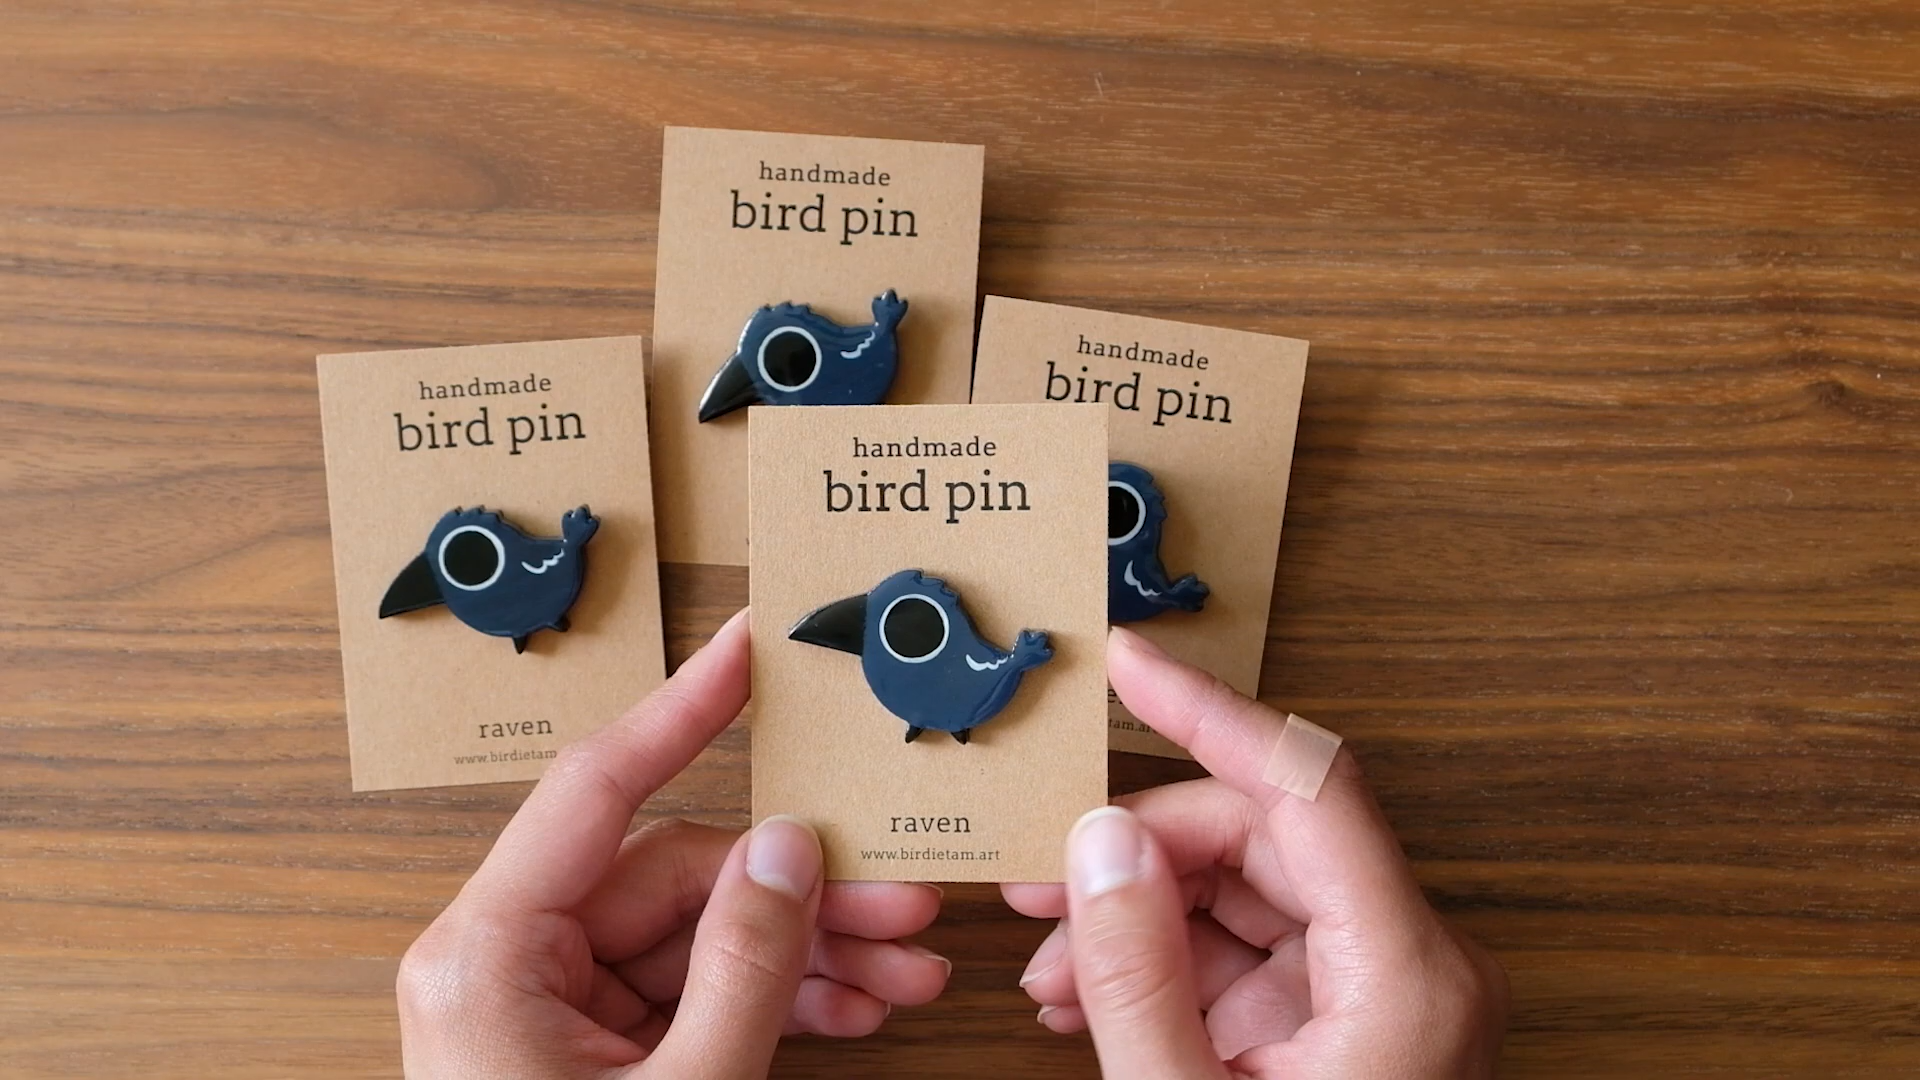 handmade
bird pin
handmade
bird pin
raven
www.birdietam
handmade
bird pin
handmade
bird pin
raven
www.birdietam.art